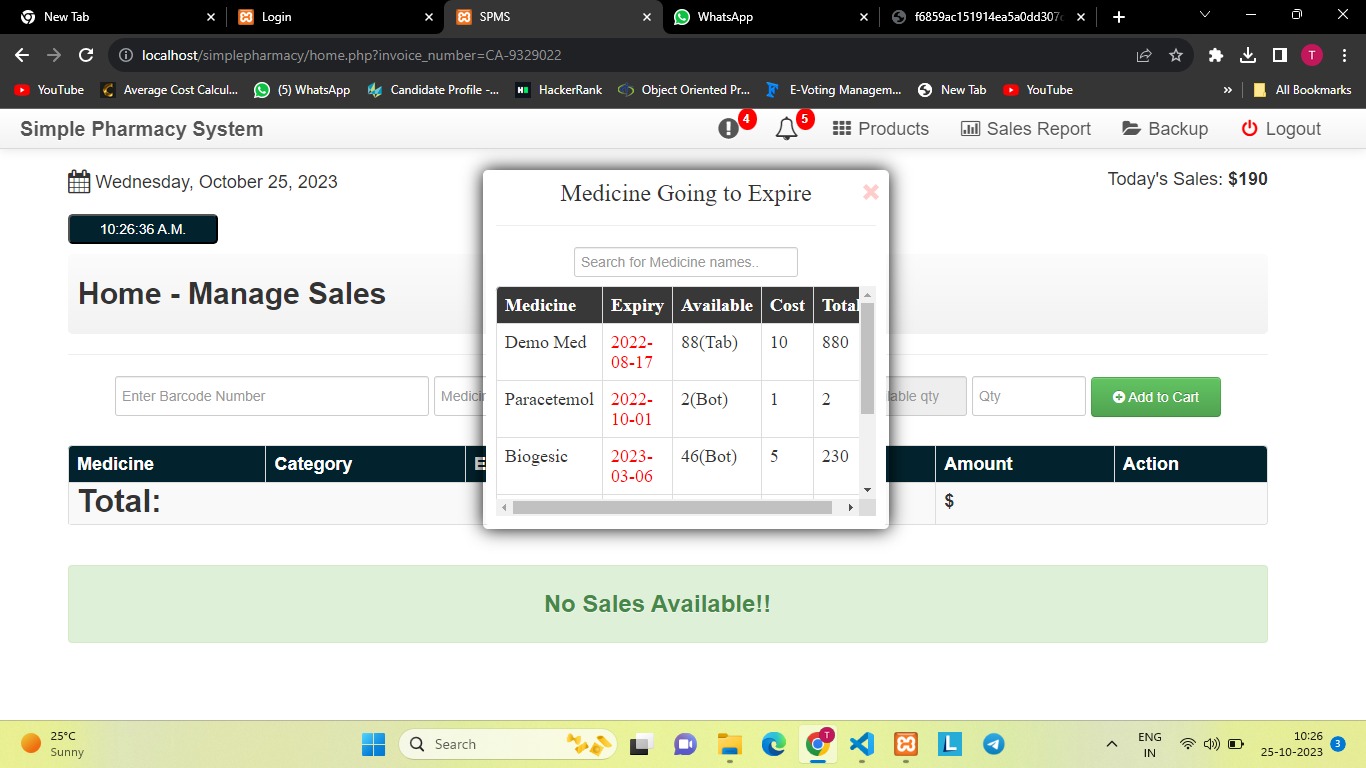 New Tab
Login
SPMS
WhatsApp
f6859ac151914ea5a0dd307
localhost/simplepharmacy/home.php?invoice_number=CA-9329022
T
YouTube
Average Cost Calcul...
(5) WhatsApp
Candidate Profile -...
HackerRank
Object Oriented Pr...
E-Voting Managem...
New Tab
YouTube
»
All Bookmarks
Simple Pharmacy System
4
5
Products
Sales Report
Backup
Logout
Wednesday, October 25, 2023
Today's Sales: $190
10:26:36 A.M.
Home - Manage Sales
Medicine Going to Expire
Search for Medicine names..
Medicine Expiry Available Cost Total
Demo Med 2022-08-17 88(Tab) 10 880
Paracetemol 2022-10-01 2(Bot) 1 2
Biogesic 2023-03-06 46(Bot) 5 230
Enter Barcode Number
Medicin
lable qty
Qty
Add to Cart
Medicine Category E Amount Action
Total: $
No Sales Available!!
25°C
Sunny
Search
T
L
ENG
IN
10:26
25-10-2023
3